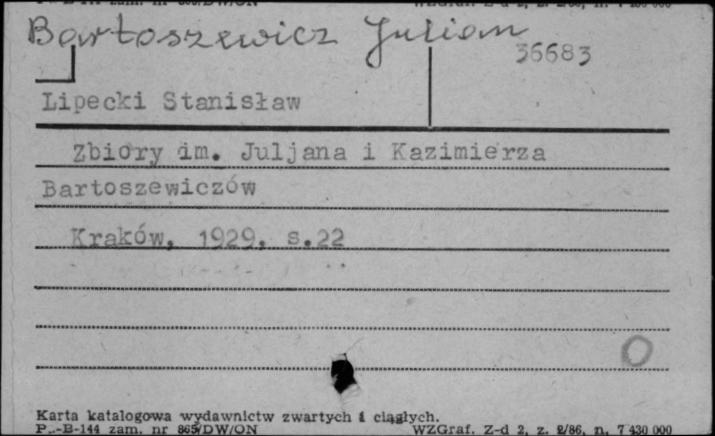 Bartoszewicz Julian
36683
Lipecki Stanisław
Zbiory im. Juljana i Kazimierza
Bartoszewiczów
Kraków, 1929, s.22
O
Karta katalogowa wydawnictw zwartych i ciągłych.
P..-B-144 zam. nr 865/DW/ON WZGraf. Z-d 2, z. 2/86, n. 7 430 000